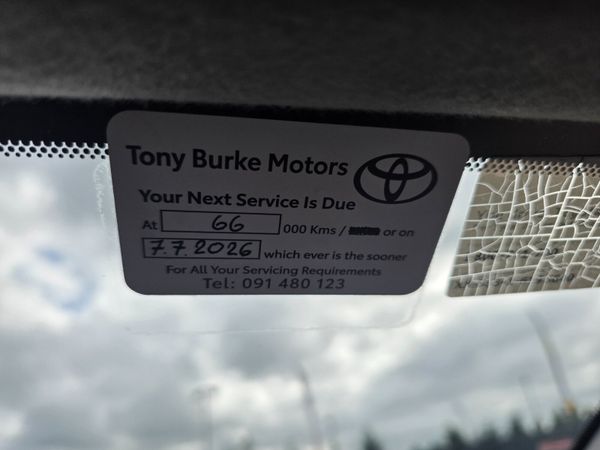 Tony Burke Motors
Your Next Service Is Due
At 66 000 Kms / or on
7.7.2026 which ever is the sooner
For All Your Servicing Requirements
Tel: 091 480 123